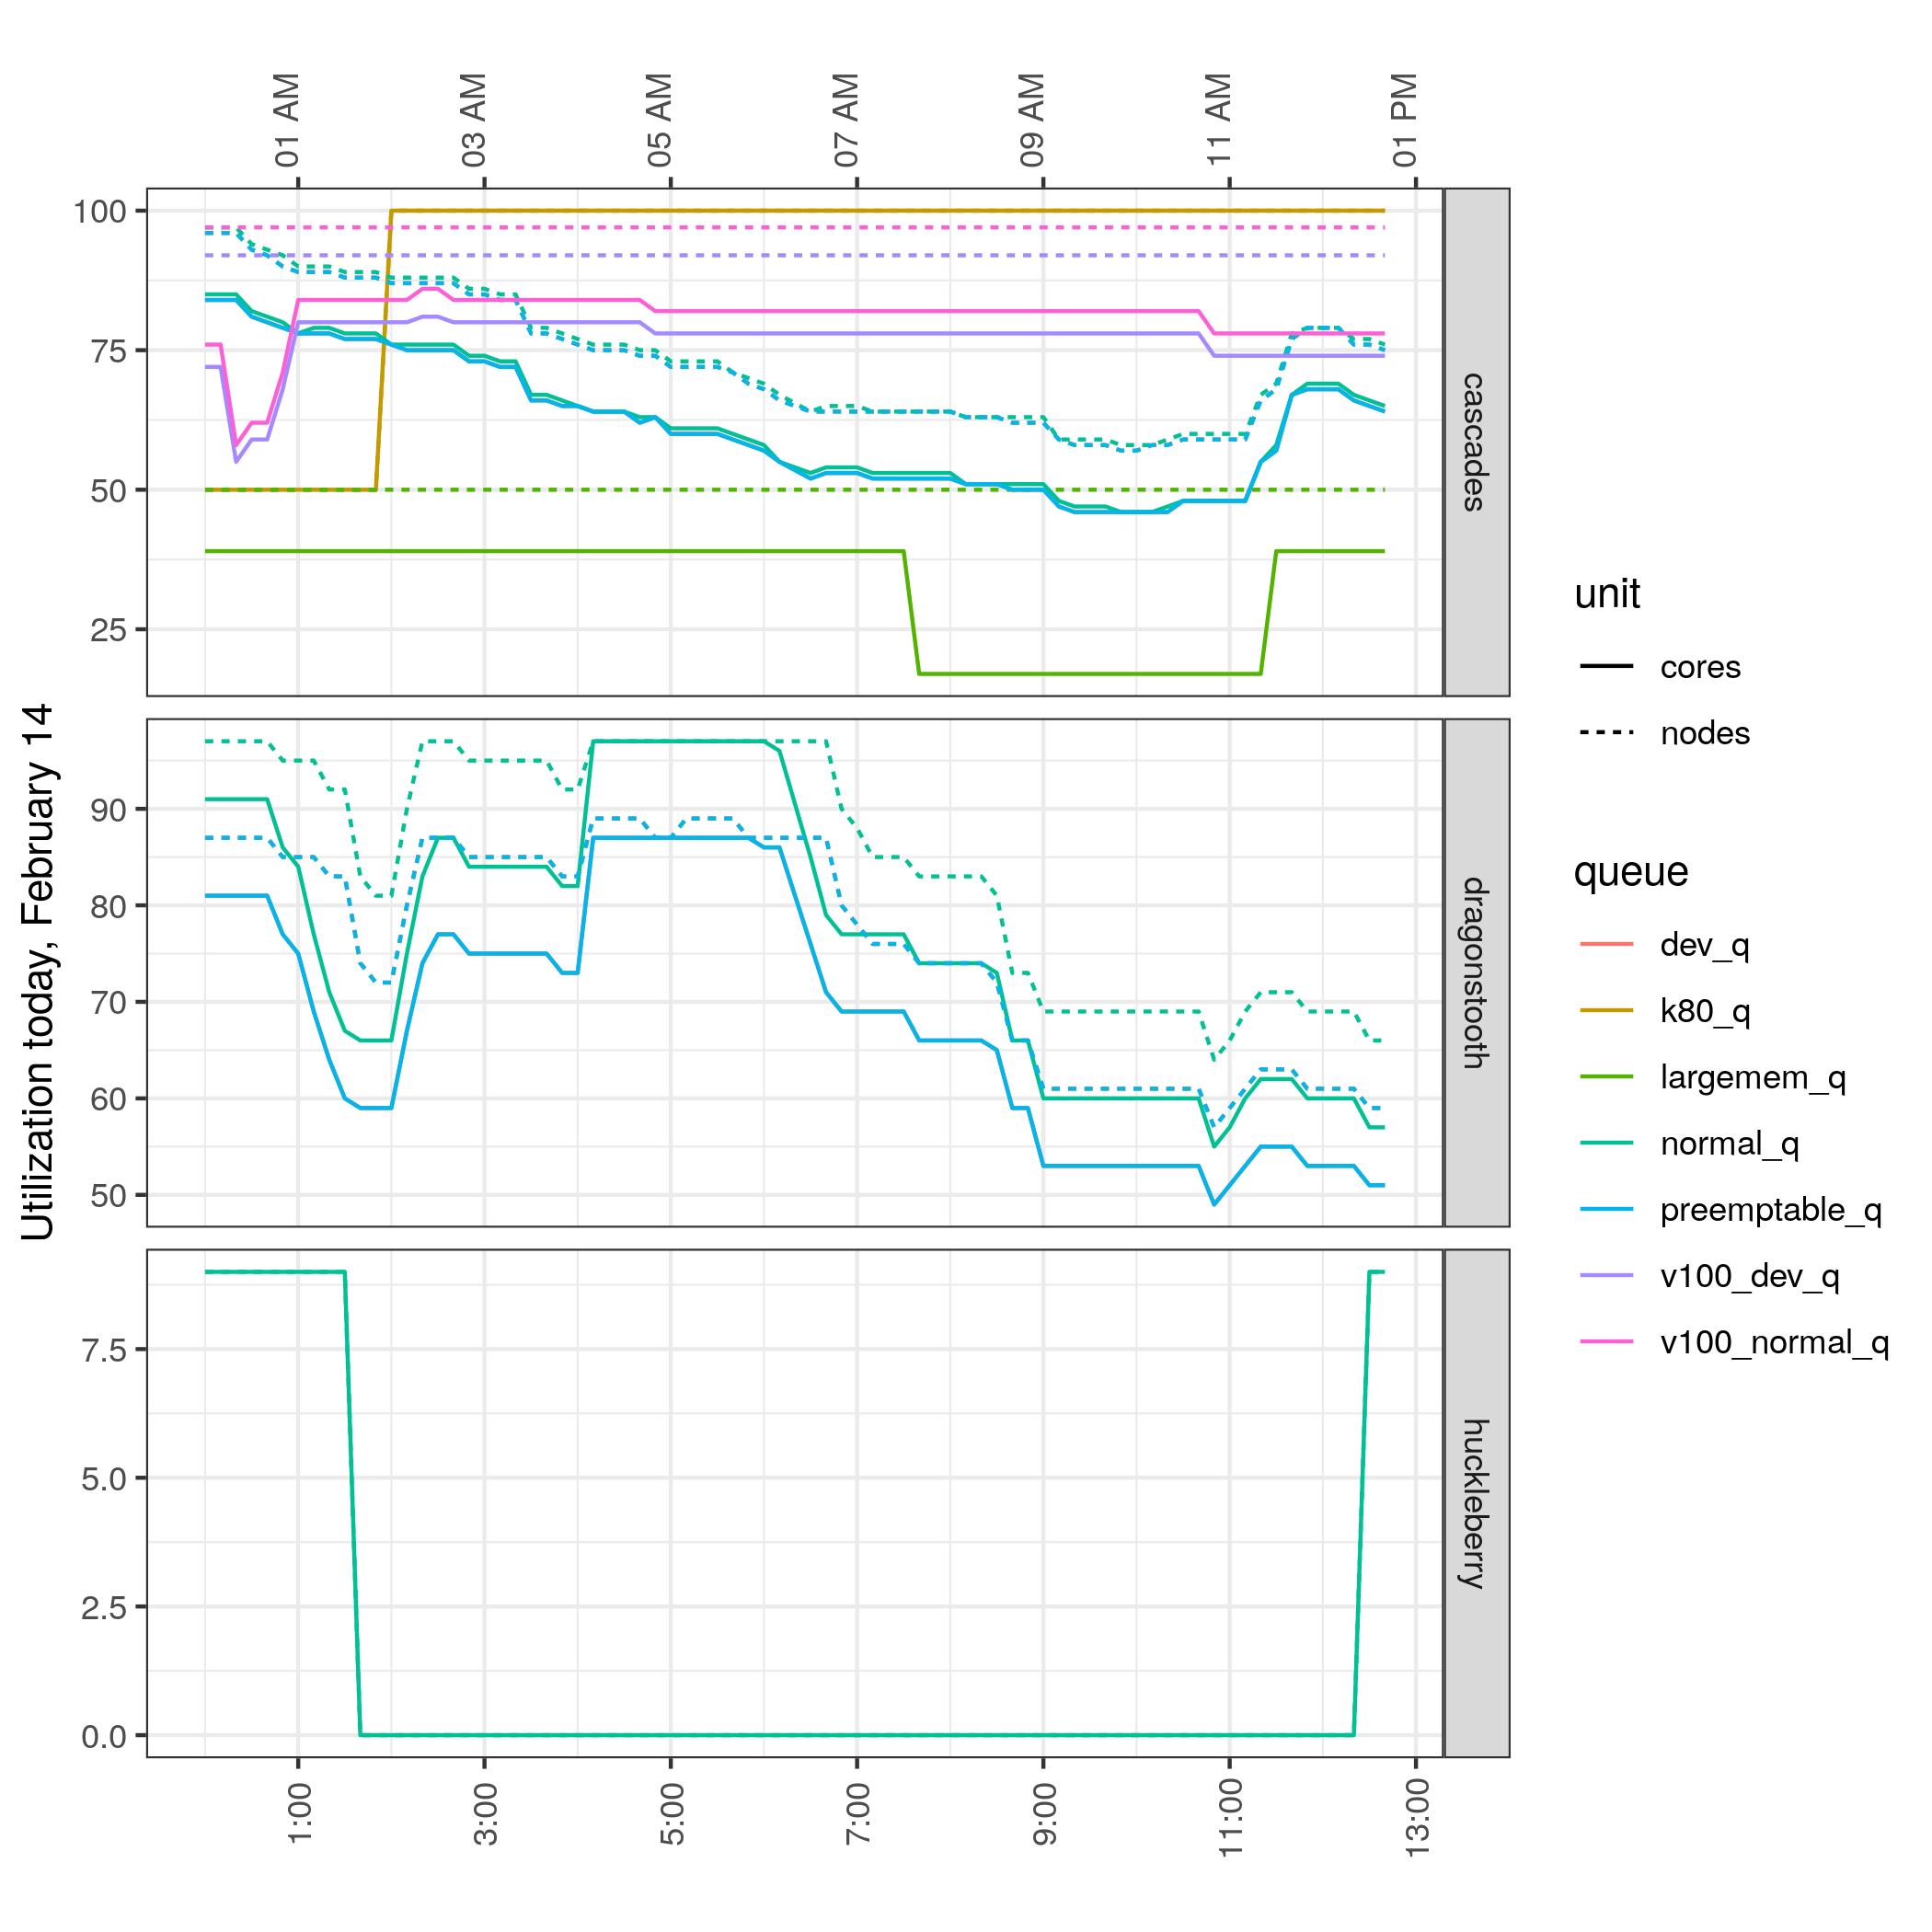 01 AM
03 AM
05 AM
07 AM
09 AM
11 AM
01 PM
Utilization today, February 14
100
75
50
25
cascades
90
80
70
60
50
dragonstooth
7.5
5.0
2.5
0.0
huckleberry
1:00
3:00
5:00
7:00
9:00
11:00
13:00
unit
cores
nodes
queue
dev_q
k80_q
largemem_q
normal_q
preemptable_q
v100_dev_q
v100_normal_q